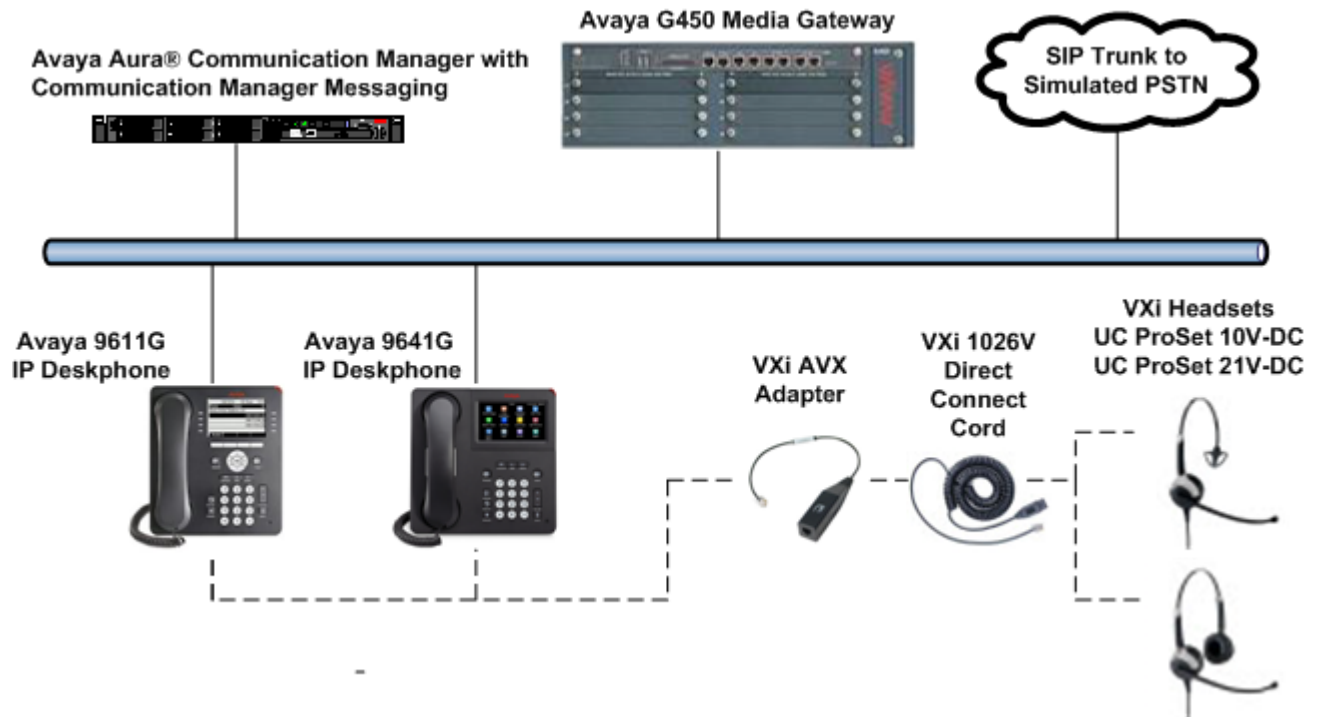 Avaya G450 Media Gateway
Avaya Aura® Communication Manager with
Communication Manager Messaging
SIP Trunk to
Simulated PSTN
Avaya 9611G
IP Deskphone
Avaya 9641G
IP Deskphone
VXi AVX
Adapter
VXi 1026V
Direct
Connect
Cord
VXi Headsets
UC ProSet 10V-DC
UC ProSet 21V-DC